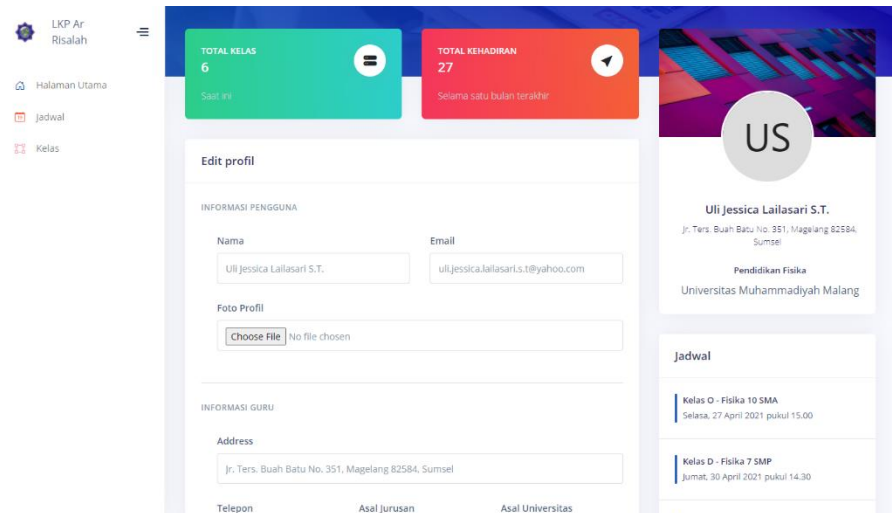 LKP Ar
Risalah
Halaman Utama
Jadwal
Kelas
TOTAL KELAS
6
Saat ini
TOTAL KEHADIRAN
27
Selama satu bulan terakhir
Edit profil
INFORMASI PENGGUNA
Nama
Email
Uli Jessica Lailasari S.T.
uli.jessica.lailasari.s.t@yahoo.com
Foto Profil
Choose File No file chosen
INFORMASI GURU
Address
Jr. Ters. Buah Batu No. 351, Magelang 82584, Sumsel
Telepon
Asal Jurusan
Asal Universitas
US
Uli Jessica Lailasari S.T.
Jr. Ters. Buah Batu No. 351, Magelang 82584,
Sumsel
Pendidikan Fisika
Universitas Muhammadiyah Malang
Jadwal
Kelas O - Fisika 10 SMA
Selasa, 27 April 2021 pukul 15.00
Kelas D - Fisika 7 SMP
Jumat, 30 April 2021 pukul 14.30